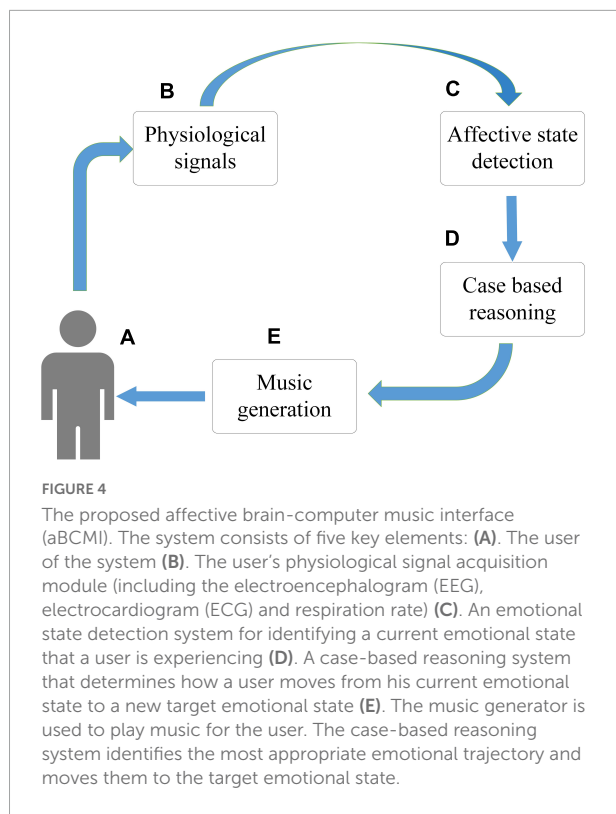 B
Physiological
signals
C
Affective state
detection
D
Case based
reasoning
E
Music
generation
A
FIGURE 4
The proposed affective brain-computer music interface
(aBCMI). The system consists of five key elements: (A). The user
of the system (B). The user's physiological signal acquisition
module (including the electroencephalogram (EEG),
electrocardiogram (ECG) and respiration rate) (C). An emotional
state detection system for identifying a current emotional state
that a user is experiencing (D). A case-based reasoning system
that determines how a user moves from his current emotional
state to a new target emotional state (E). The music generator is
used to play music for the user. The case-based reasoning
system identifies the most appropriate emotional trajectory and
moves them to the target emotional state.